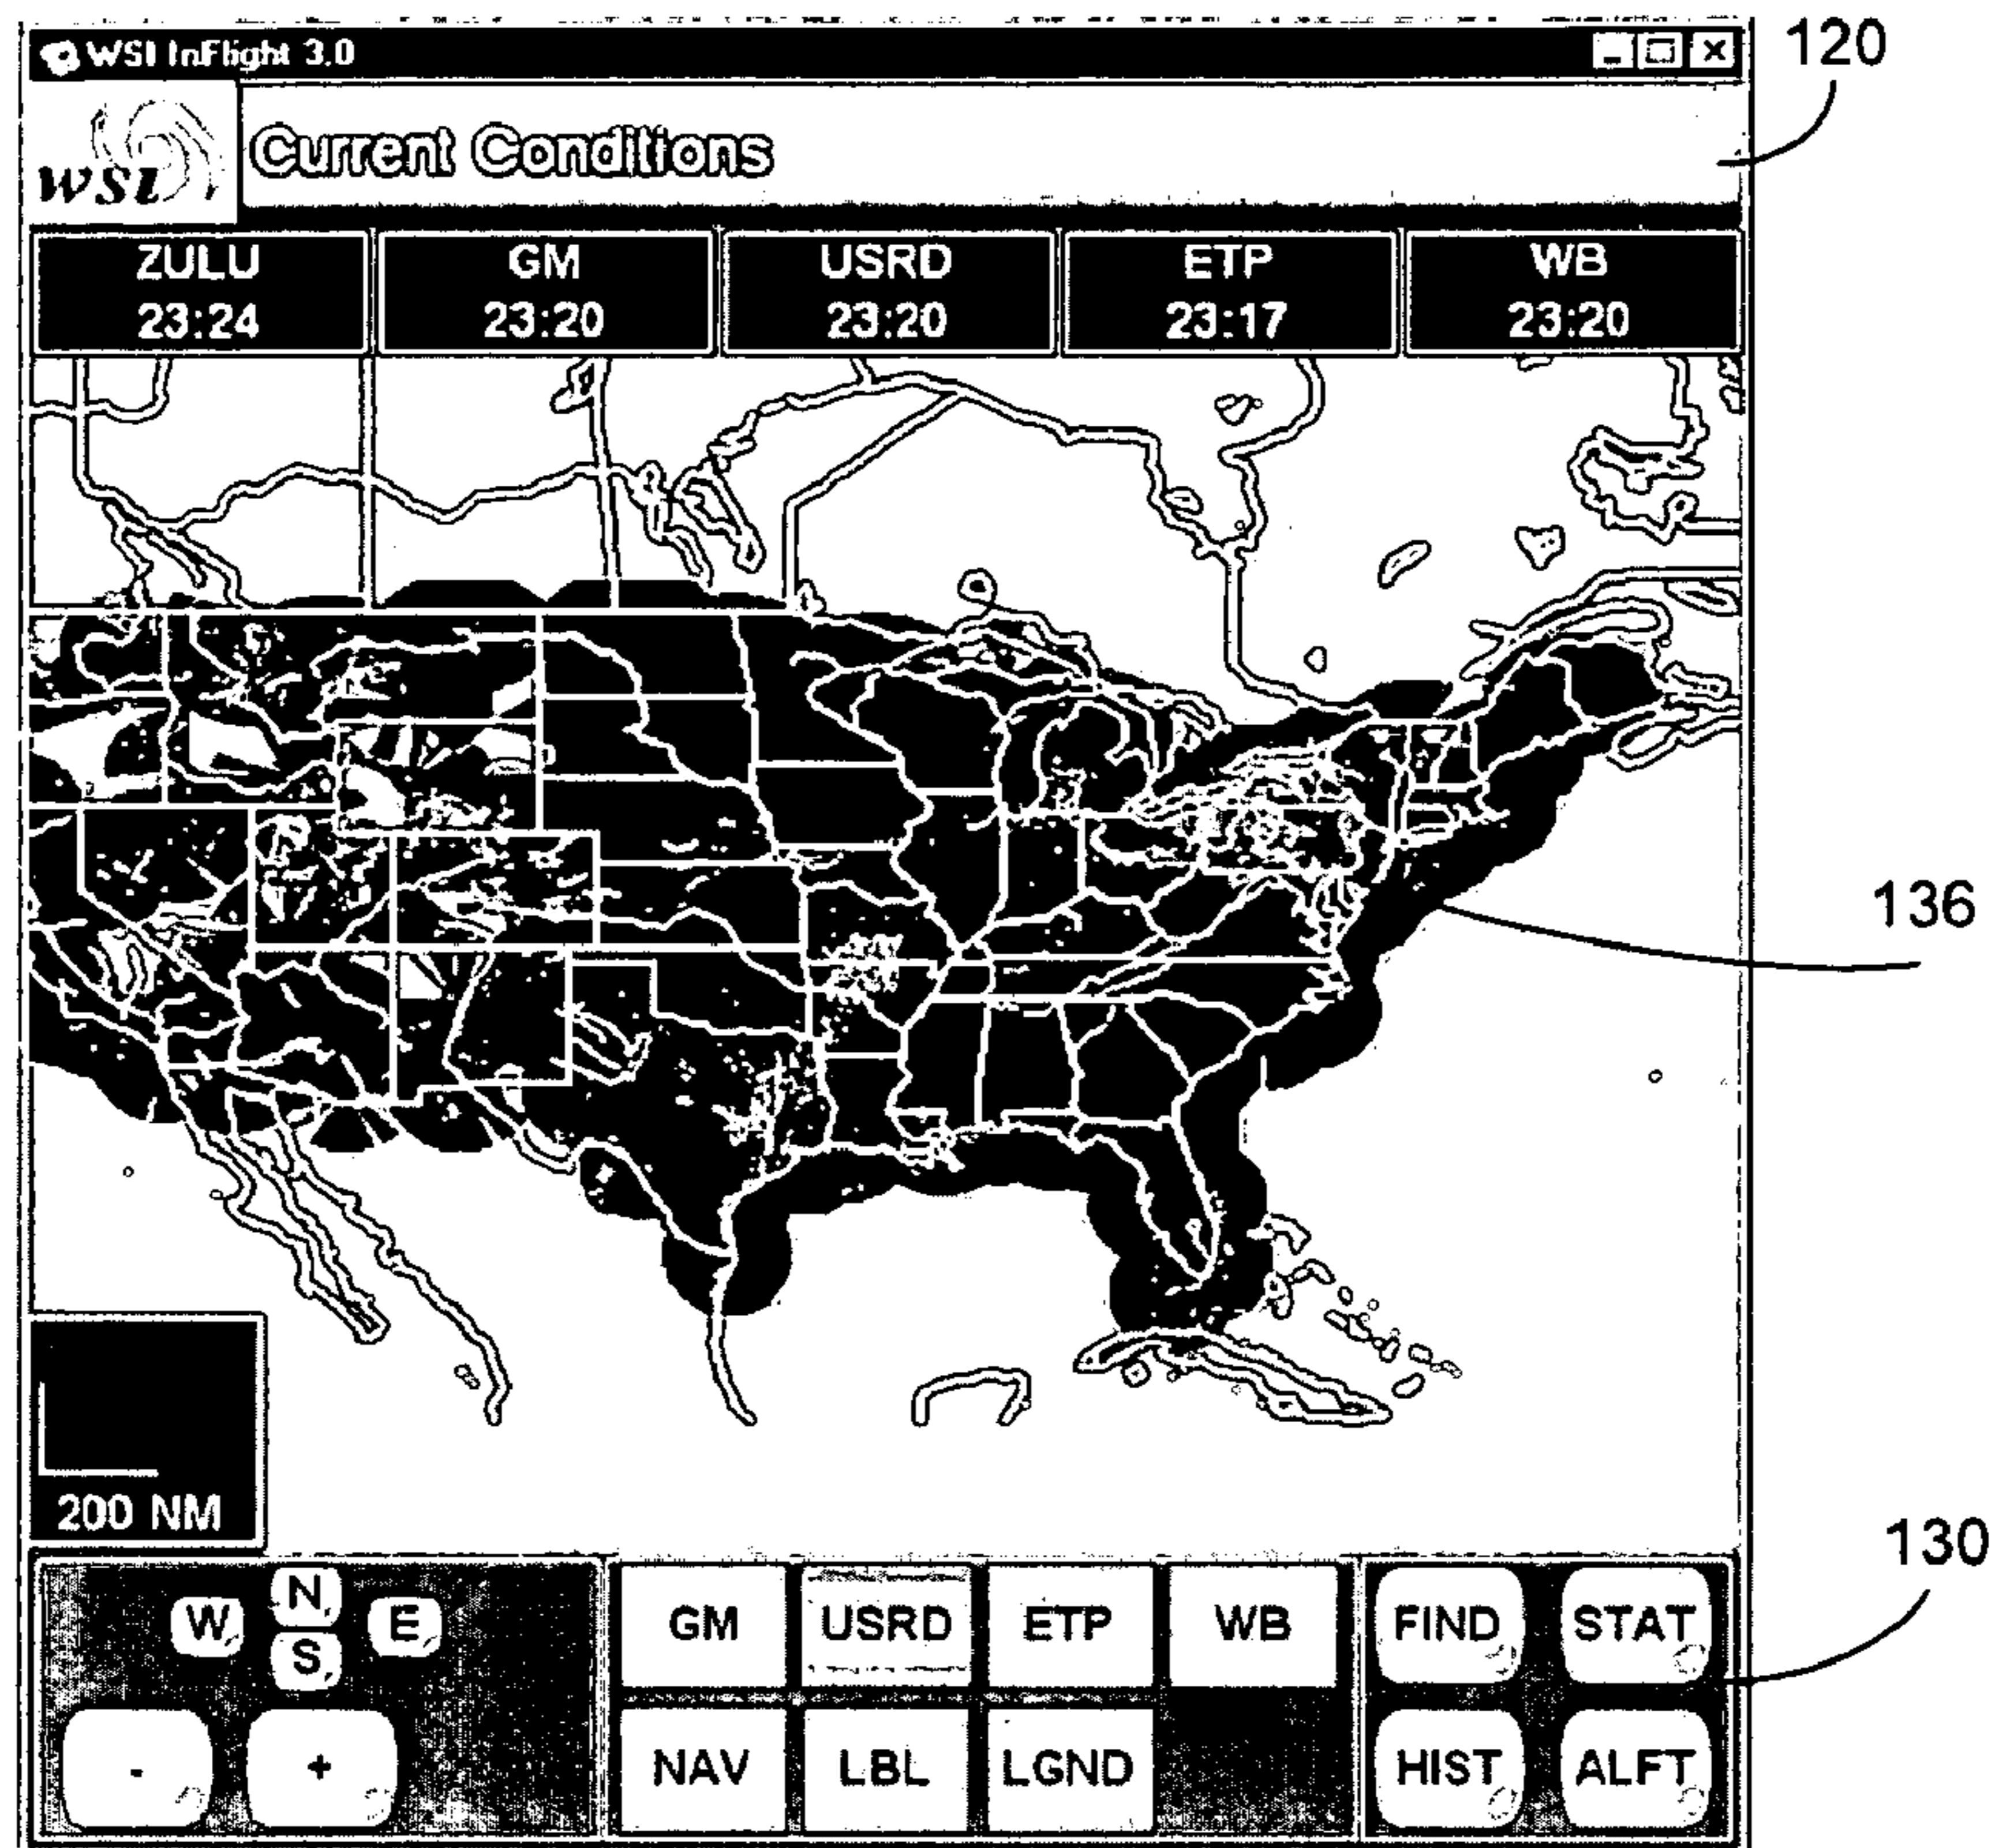 WSI InFlight 3.0
120
WSI
Current Conditions
ZULU GM USRD ETP WB
23:24 23:20 23:20 23:17 23:20
136
200 NM
130
N
W E GM USRD ETP WB FIND STAT
S
- + NAV LBL LGND HIST ALFT